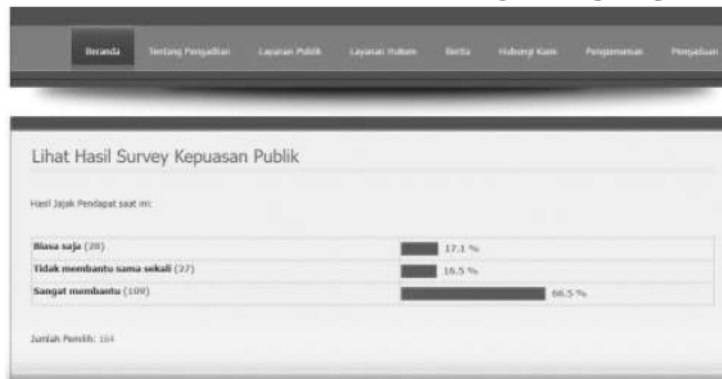 Beranda Tentang Pengadilan Layanan Publik Layanan Hukum Berita Hubungi Kami Pengumuman Pengaduan
Lihat Hasil Survey Kepuasan Publik
Hasil Jajak Pendapat saat ini:
Biasa saja (28) 17.1 %
Tidak membantu sama sekali (27) 16.5 %
Sangat membantu (109) 66.5 %
Jumlah Pemilih: 164